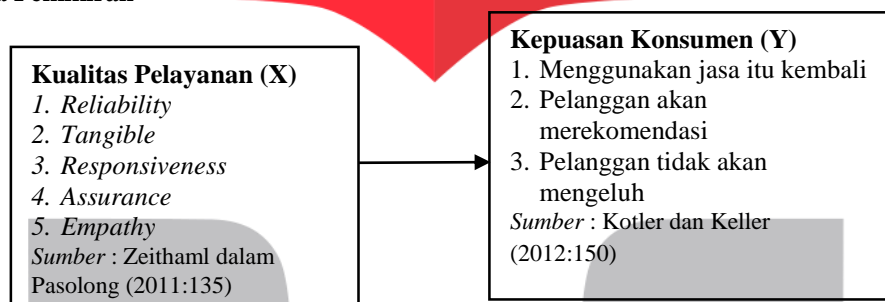 Kualitas Pelayanan (X)
1. Reliability
2. Tangible
3. Responsiveness
4. Assurance
5. Empathy
Sumber : Zeithaml dalam
Pasolong (2011:135)
Kepuasan Konsumen (Y)
1. Menggunakan jasa itu kembali
2. Pelanggan akan
merekomendasi
3. Pelanggan tidak akan
mengeluh
Sumber : Kotler dan Keller
(2012:150)